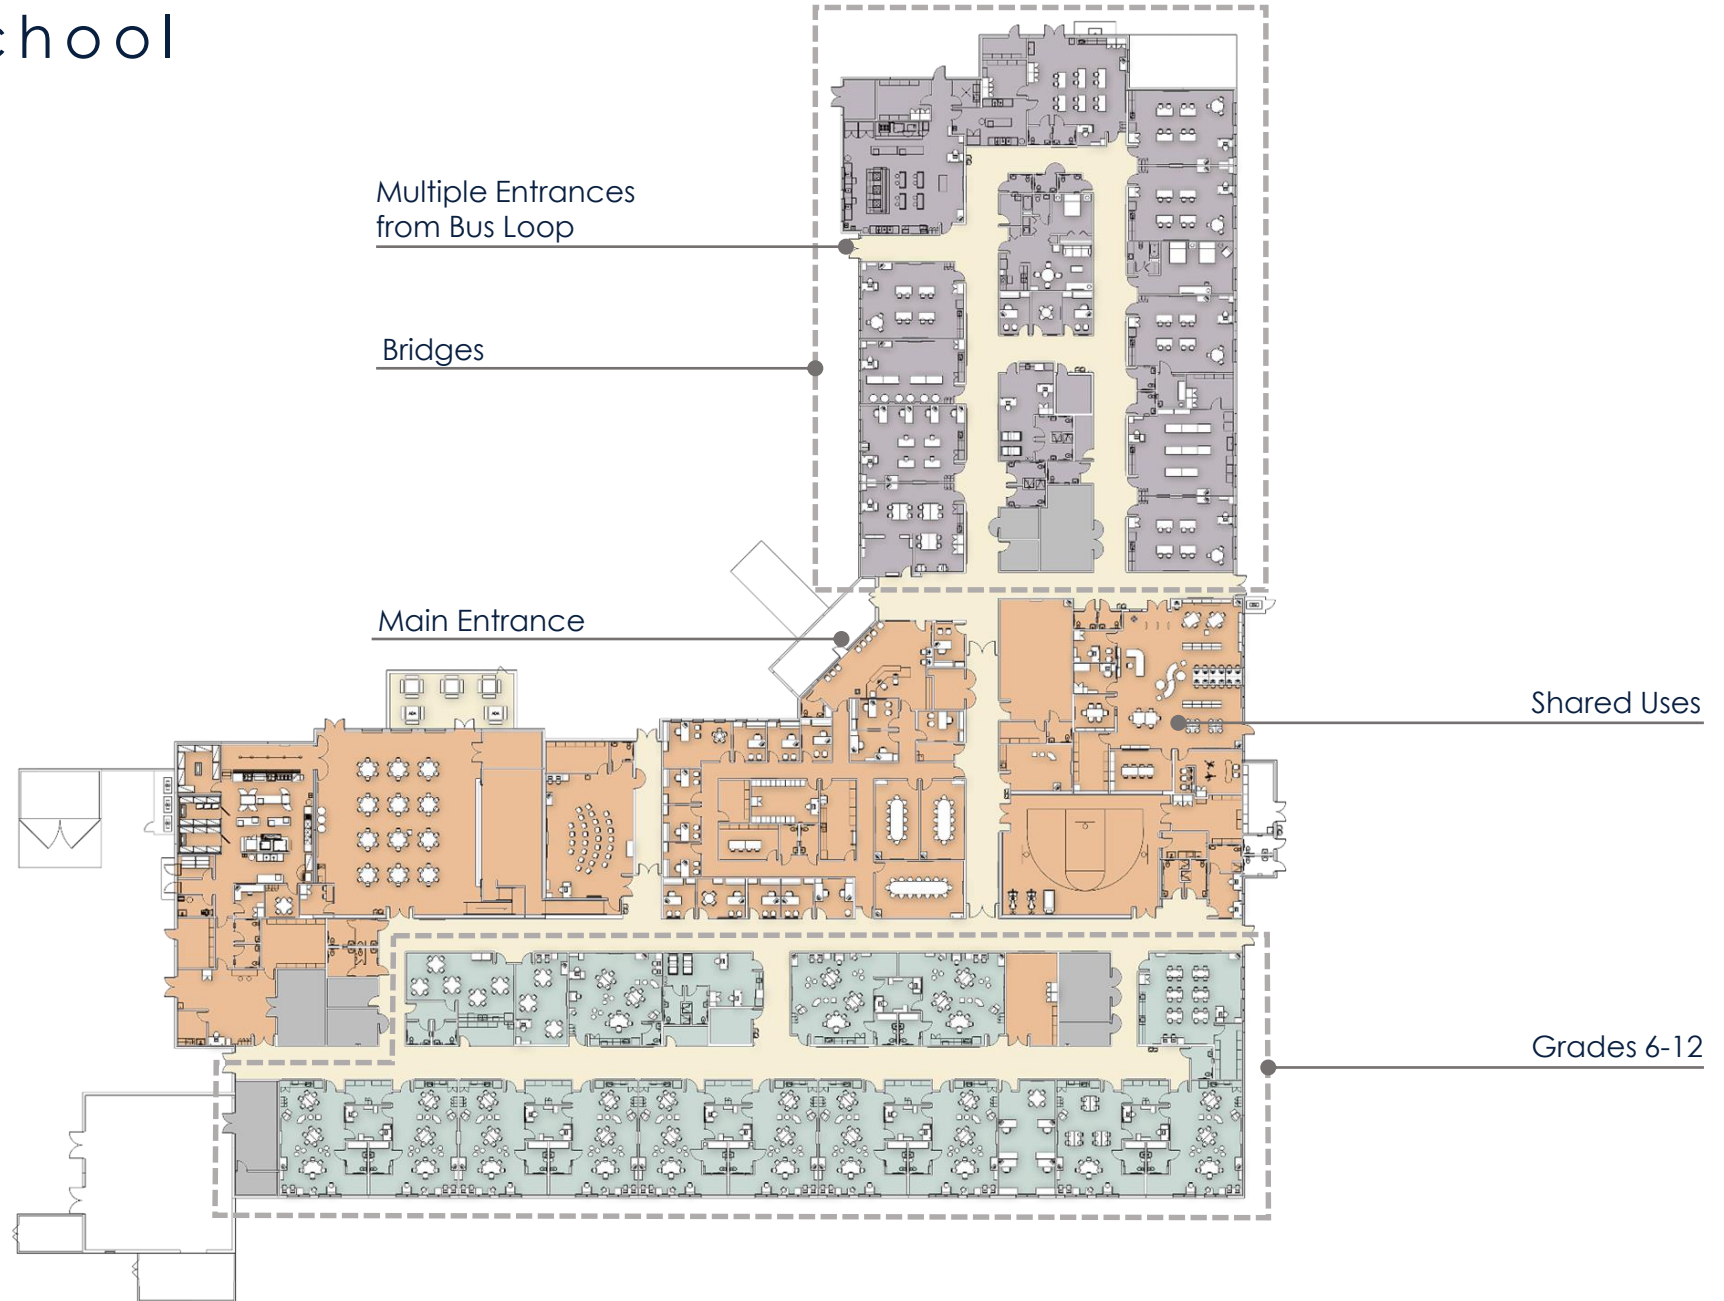 chool
Multiple Entrances
from Bus Loop
Bridges
Main Entrance
Shared Uses
Grades 6-12